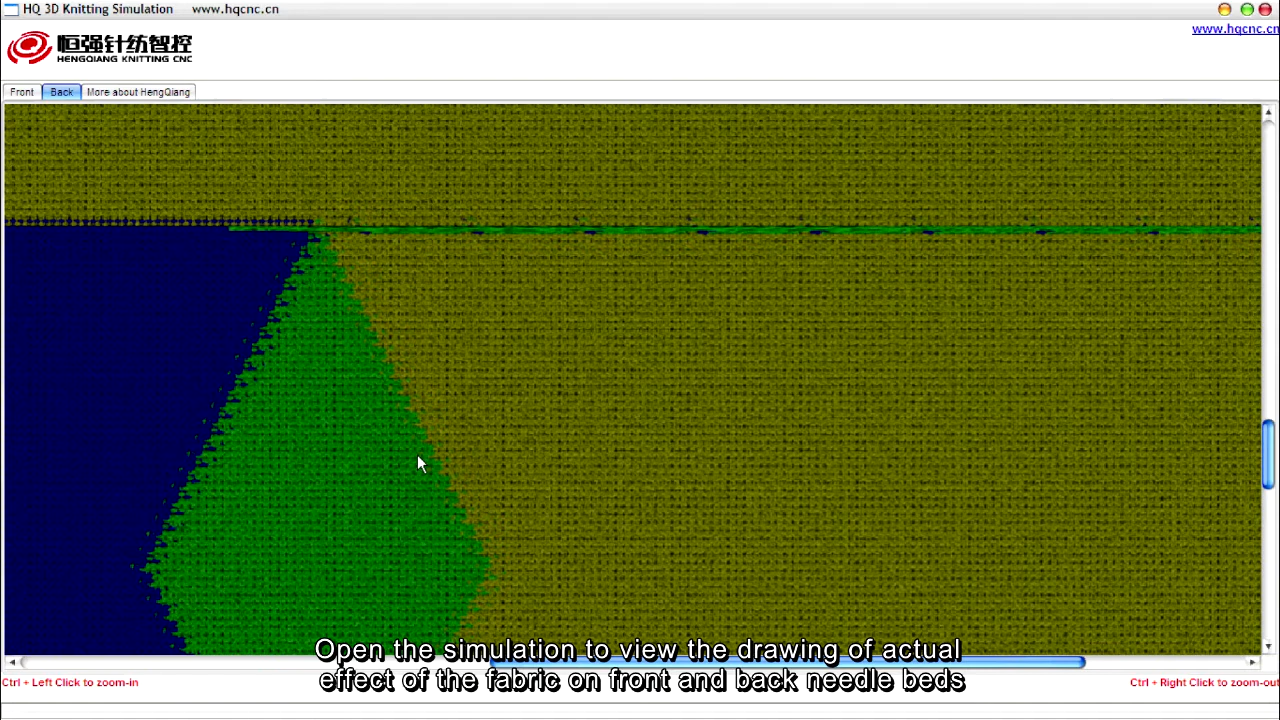 HQ 3D Knitting Simulation www.hqcnc.cn
www.hqcnc.cn
恒强针纺智控
HENGQIANG KNITTING CNC
Front Back More about HengQiang
Open the simulation to view the drawing of actual
effect of the fabric on front and back needle beds
Ctrl + Left Click to zoom-in Ctrl + Right Click to zoom-out